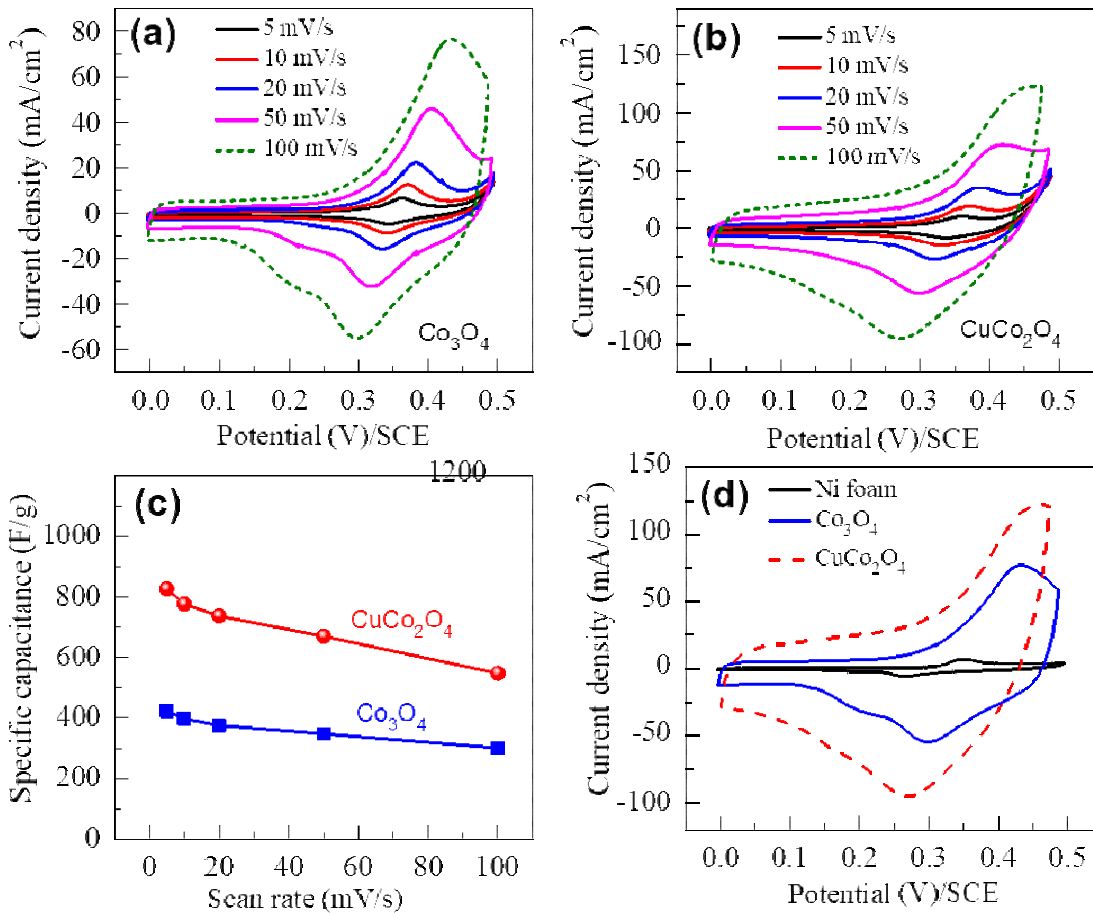 (a)
5 mV/s
10 mV/s
20 mV/s
50 mV/s
100 mV/s
80
60
40
20
0
-20
-40
-60
Current density (mA/cm²)
Co₃O₄
0.0 0.1 0.2 0.3 0.4 0.5
Potential (V)/SCE
(b)
5 mV/s
10 mV/s
20 mV/s
50 mV/s
100 mV/s
150
100
50
0
-50
-100
Current density (mA/cm²)
CuCo₂O₄
0.0 0.1 0.2 0.3 0.4 0.5
Potential (V)/SCE
(c)
1200
1000
800
600
400
200
0
Specific capacitance (F/g)
CuCo₂O₄
Co₃O₄
0 20 40 60 80 100
Scan rate (mV/s)
(d)
Ni foam
Co₃O₄
CuCo₂O₄
150
100
50
0
-50
-100
Current density (mA/cm²)
0.0 0.1 0.2 0.3 0.4 0.5
Potential (V)/SCE